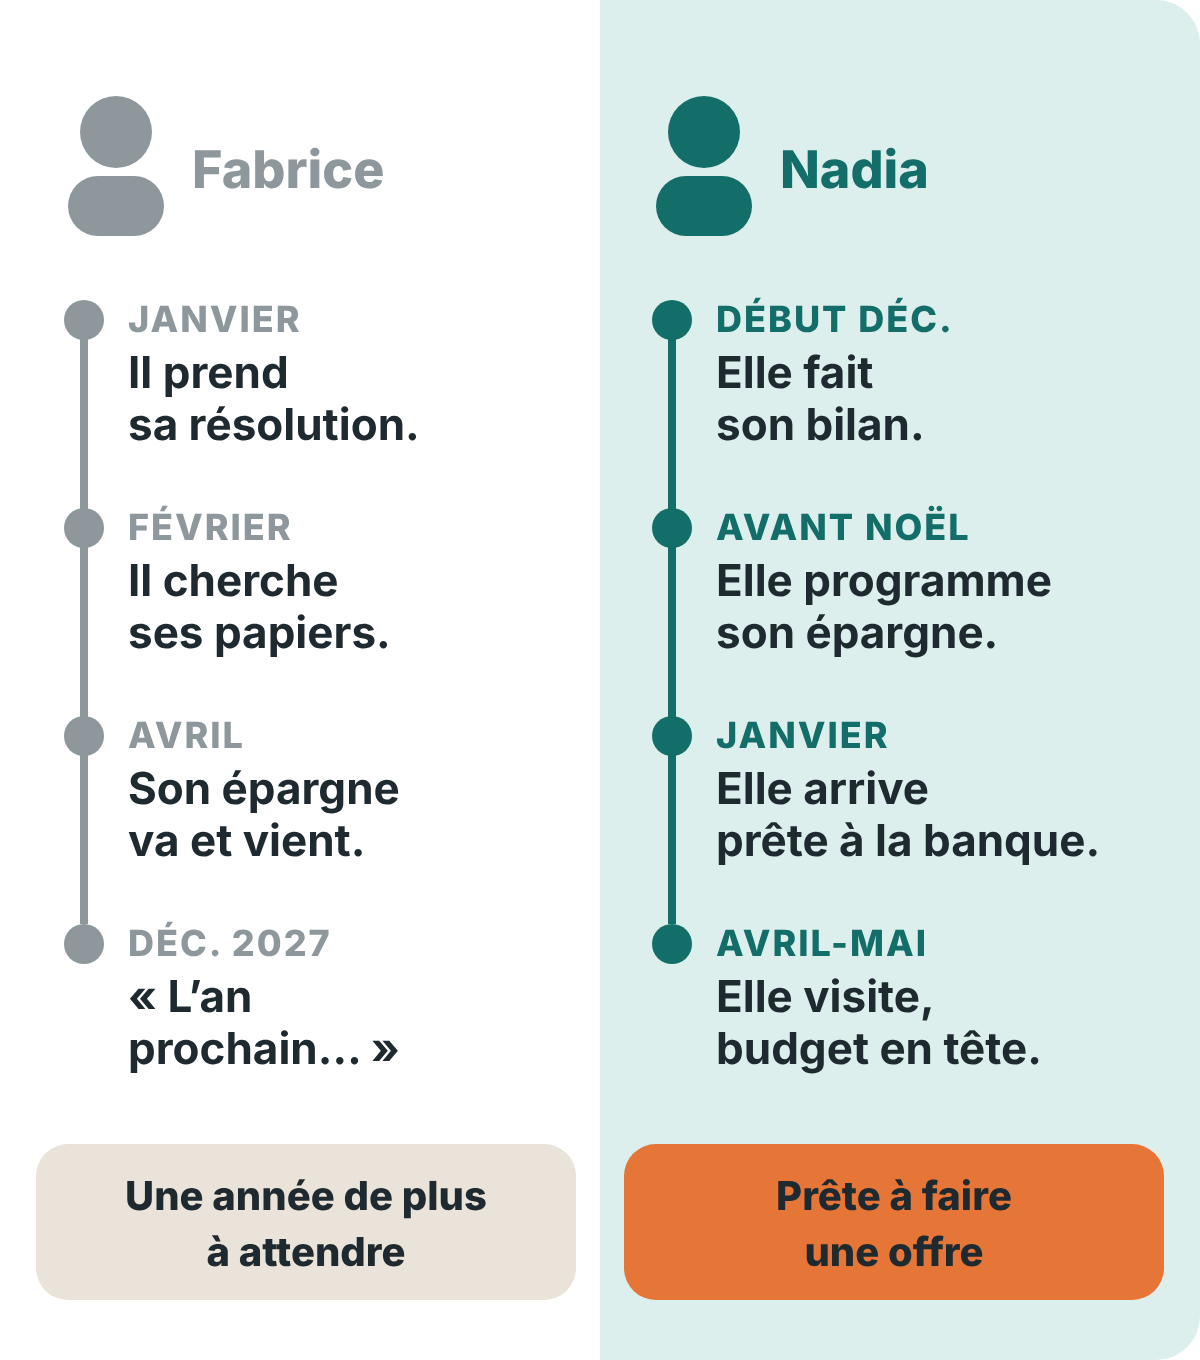 Fabrice
JANVIER
Il prend
sa résolution.
FÉVRIER
Il cherche
ses papiers.
AVRIL
Son épargne
va et vient.
DÉC. 2027
« L’an
prochain… »
Une année de plus
à attendre
Nadia
DÉBUT DÉC.
Elle fait
son bilan.
AVANT NOËL
Elle programme
son épargne.
JANVIER
Elle arrive
prête à la banque.
AVRIL-MAI
Elle visite,
budget en tête.
Prête à faire
une offre